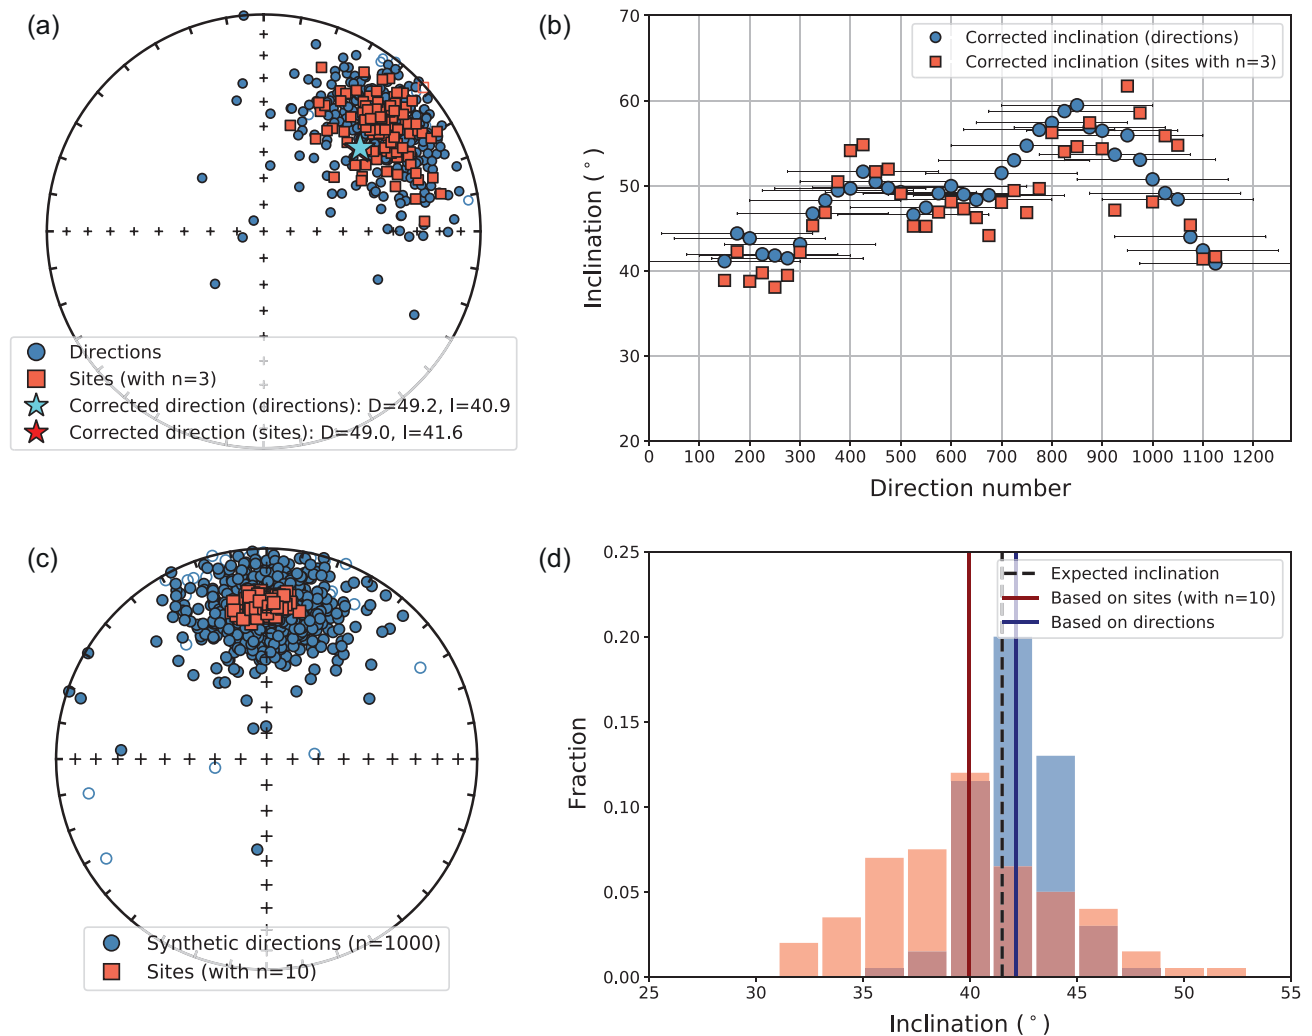 (a)
Directions
Sites (with n=3)
Corrected direction (directions): D=49.2, I=40.9
Corrected direction (sites): D=49.0, I=41.6
(b)
70
60
50
40
30
20
Inclination (°)
Corrected inclination (directions)
Corrected inclination (sites with n=3)
0 100 200 300 400 500 600 700 800 900 1000 1100 1200
Direction number
(c)
Synthetic directions (n=1000)
Sites (with n=10)
(d)
0.25
0.20
0.15
0.10
0.05
0.00
Fraction
Expected inclination
Based on sites (with n=10)
Based on directions
25 30 35 40 45 50 55
Inclination (°)